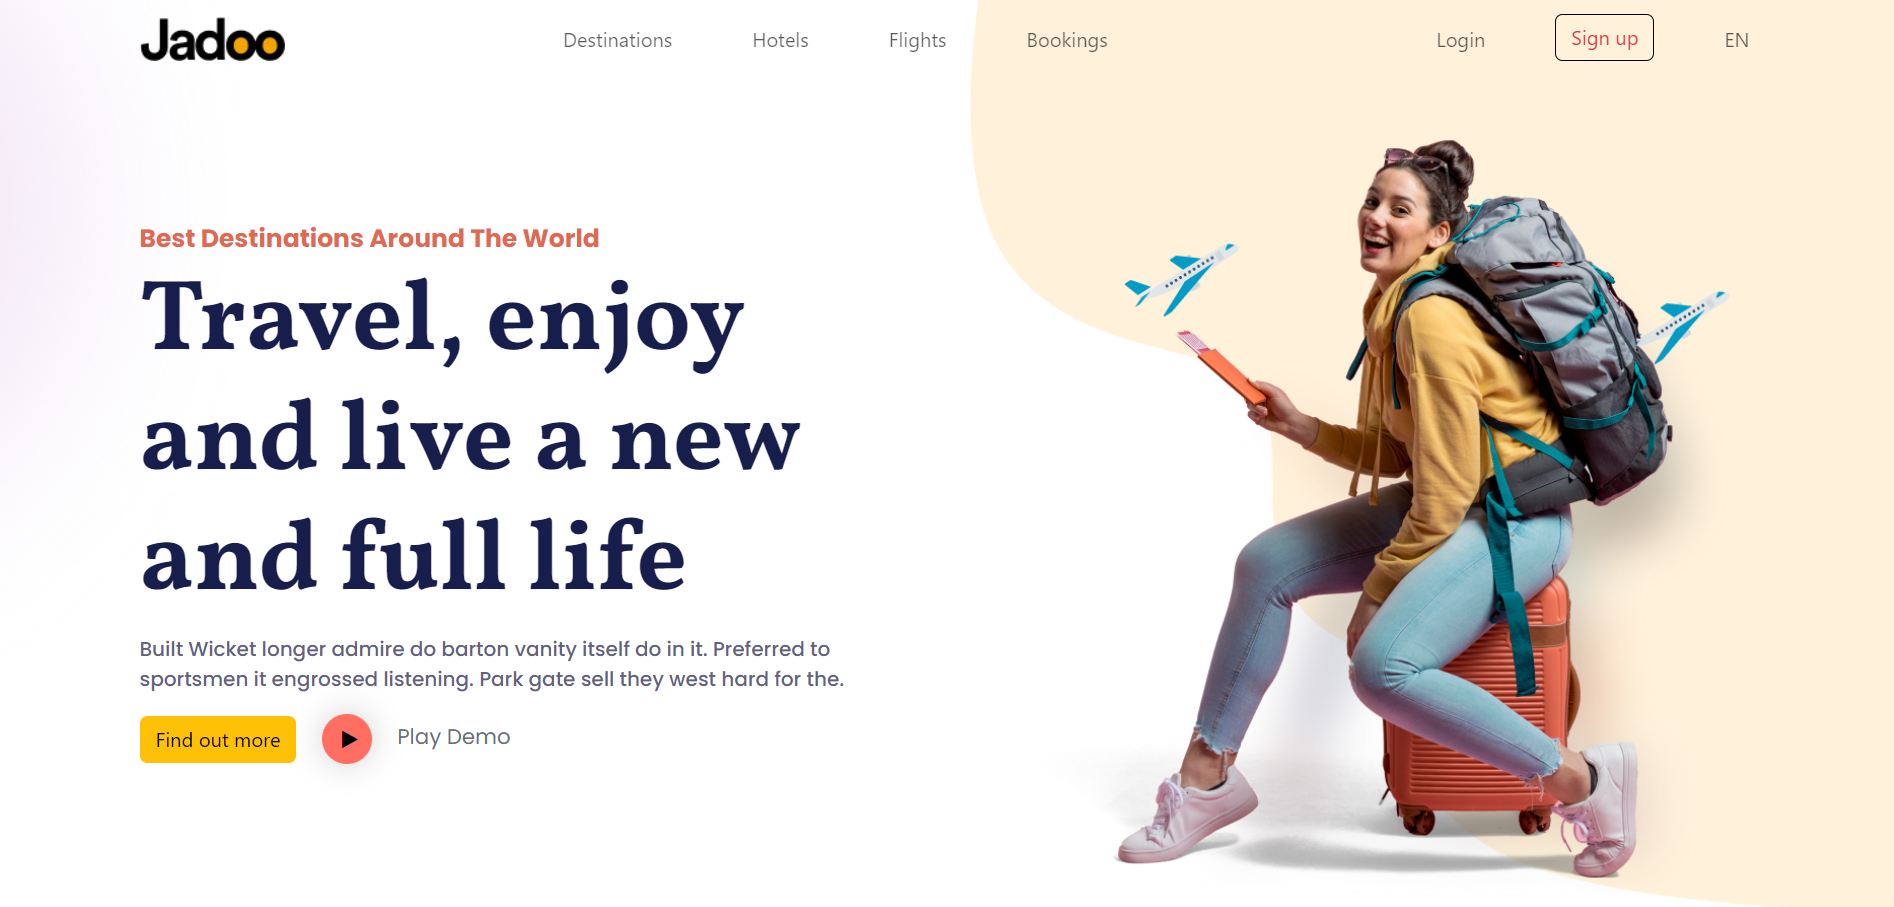 Jadoo
Destinations Hotels Flights Bookings Login Sign up EN
Best Destinations Around The World
Travel, enjoy
and live a new
and full life
Built Wicket longer admire do barton vanity itself do in it. Preferred to
sportsmen it engrossed listening. Park gate sell they west hard for the.
Find out more
Play Demo